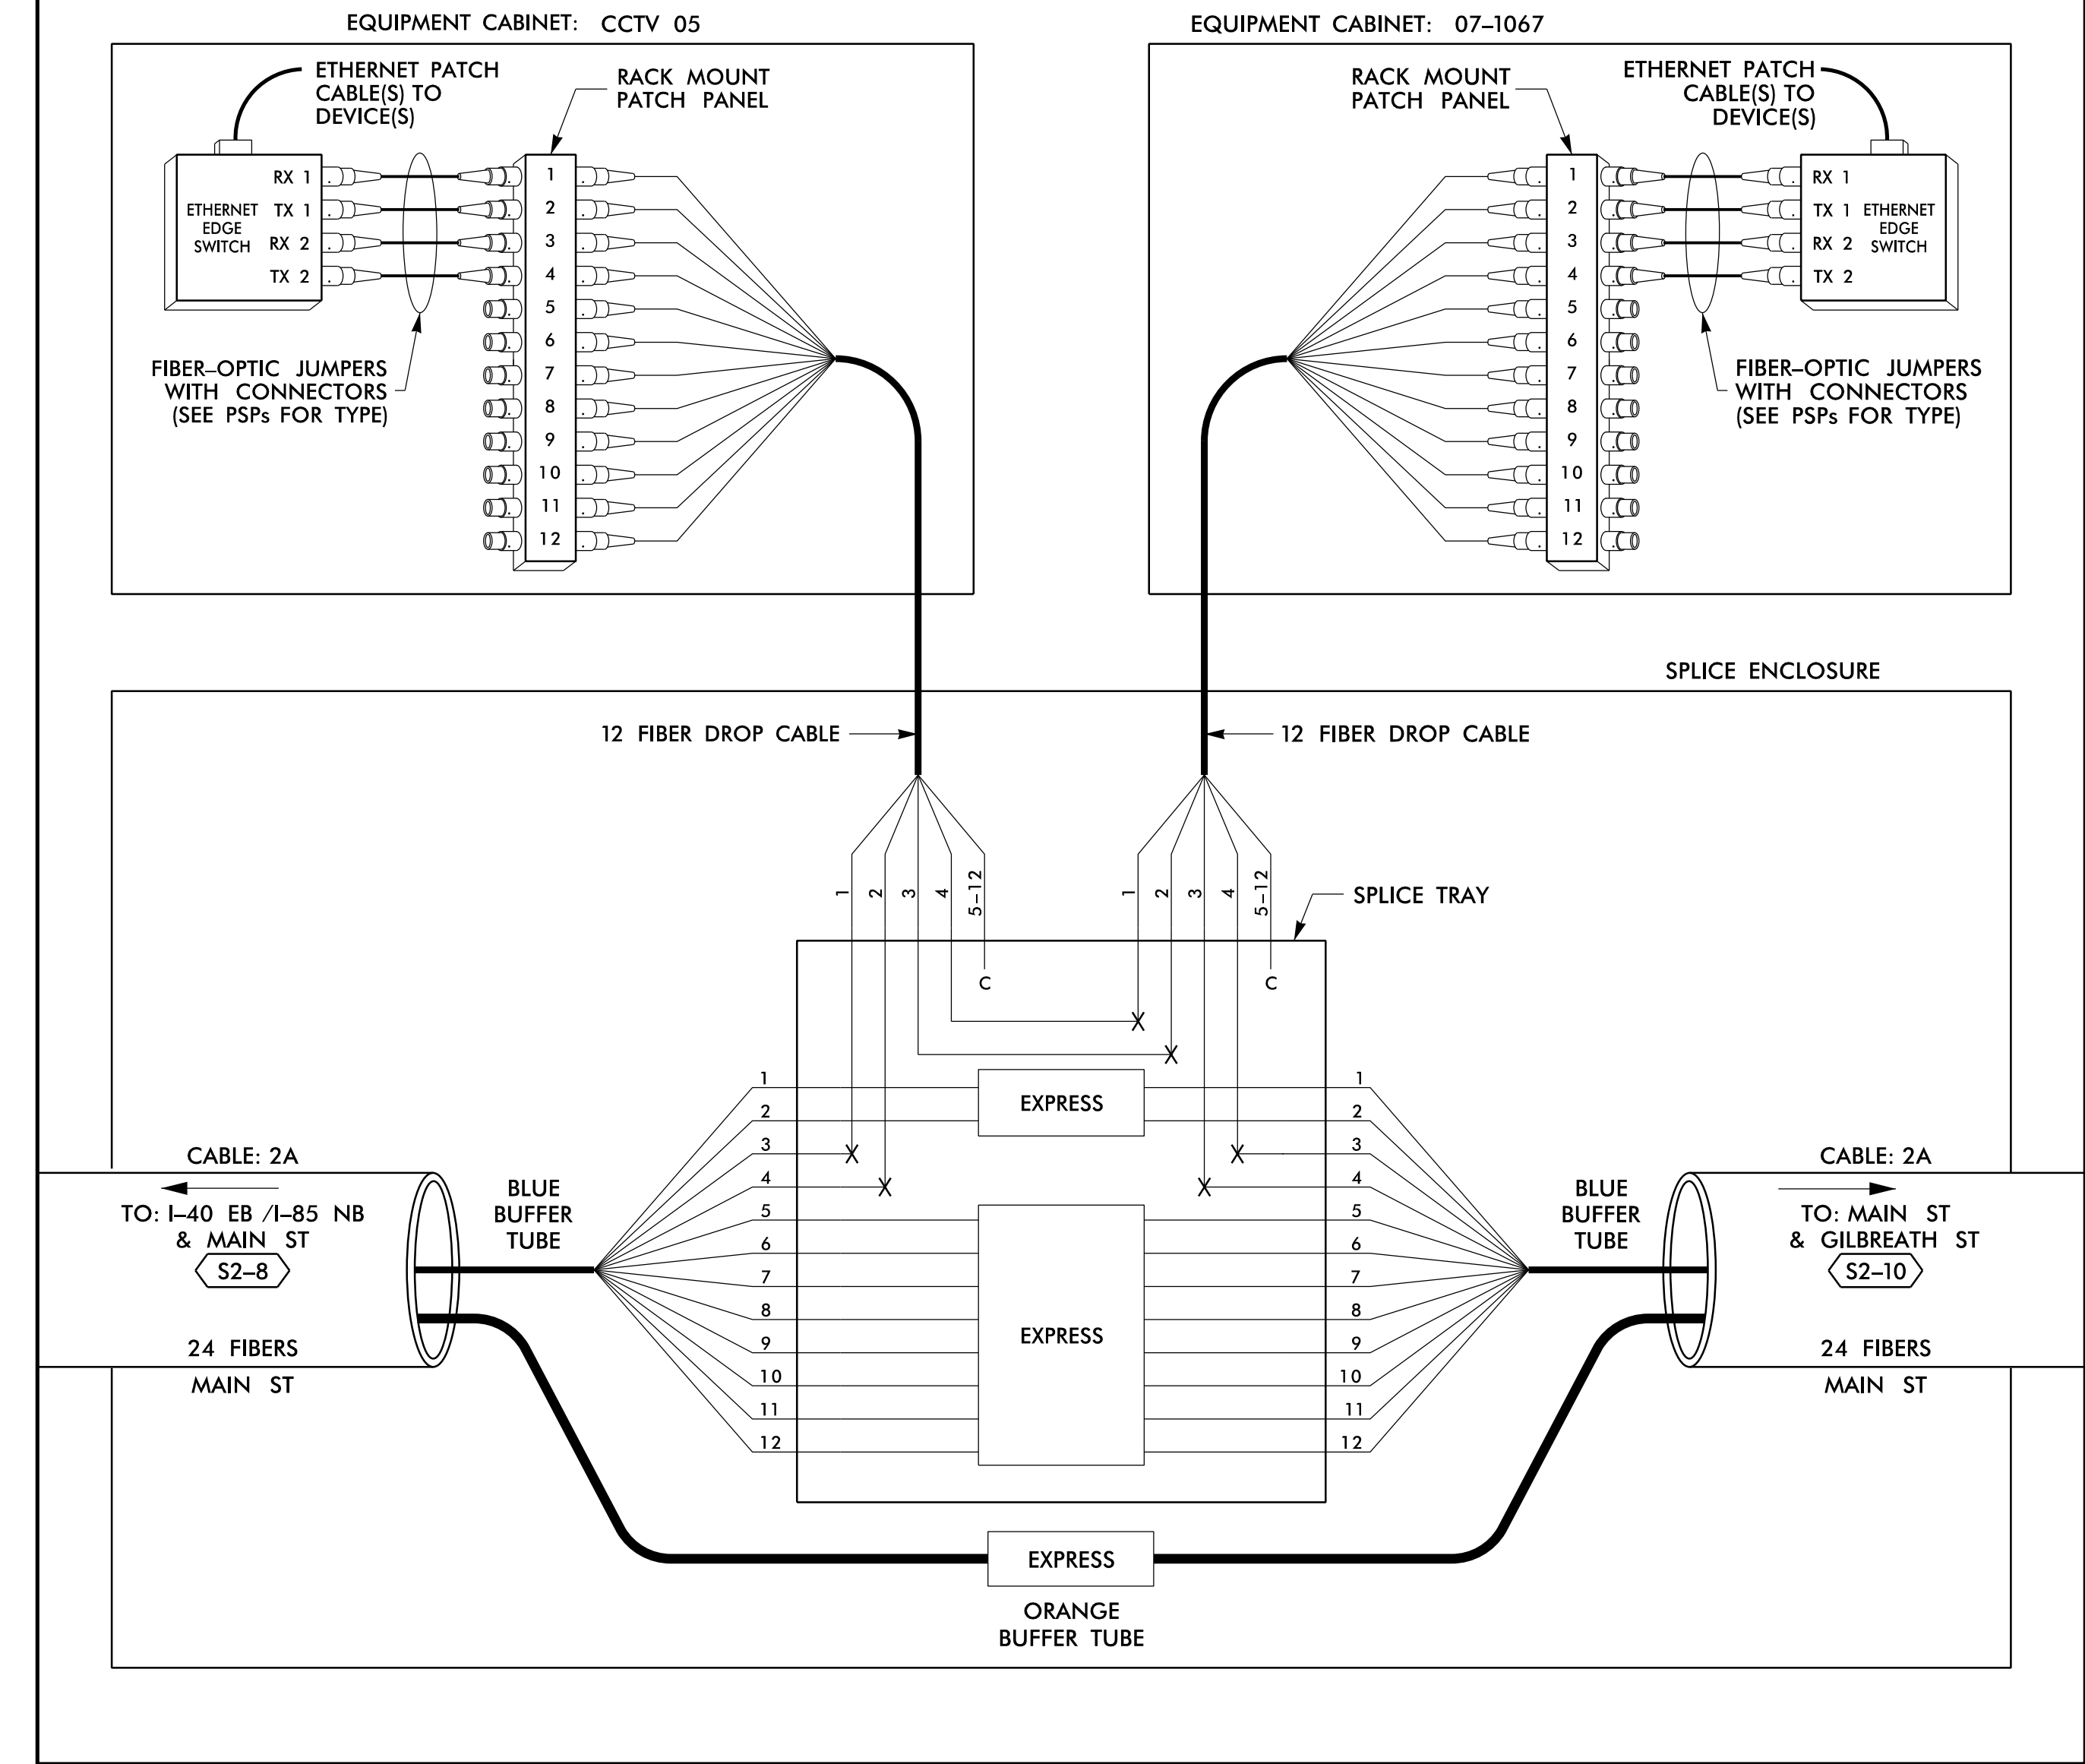 EQUIPMENT CABINET: CCTV 05
ETHERNET PATCH
CABLE(S) TO
DEVICE(S)
RACK MOUNT
PATCH PANEL
ETHERNET
EDGE
SWITCH
RX 1
TX 1
RX 2
TX 2
1
2
3
4
5
6
7
8
9
10
11
12
FIBER–OPTIC JUMPERS
WITH CONNECTORS
(SEE PSPs FOR TYPE)
EQUIPMENT CABINET: 07–1067
RACK MOUNT
PATCH PANEL
ETHERNET PATCH
CABLE(S) TO
DEVICE(S)
1
2
3
4
5
6
7
8
9
10
11
12
RX 1
TX 1
RX 2
TX 2
ETHERNET
EDGE
SWITCH
FIBER–OPTIC JUMPERS
WITH CONNECTORS
(SEE PSPs FOR TYPE)
SPLICE ENCLOSURE
12 FIBER DROP CABLE
12 FIBER DROP CABLE
1
2
3
4
5–12
1
2
3
4
5–12
SPLICE TRAY
C
C
1
2
3
4
5
6
7
8
9
10
11
12
EXPRESS
EXPRESS
1
2
3
4
5
6
7
8
9
10
11
12
CABLE: 2A
TO: I–40 EB /I–85 NB
& MAIN ST
S2–8
24 FIBERS
MAIN ST
BLUE
BUFFER
TUBE
BLUE
BUFFER
TUBE
CABLE: 2A
TO: MAIN ST
& GILBREATH ST
S2–10
24 FIBERS
MAIN ST
EXPRESS
ORANGE
BUFFER TUBE